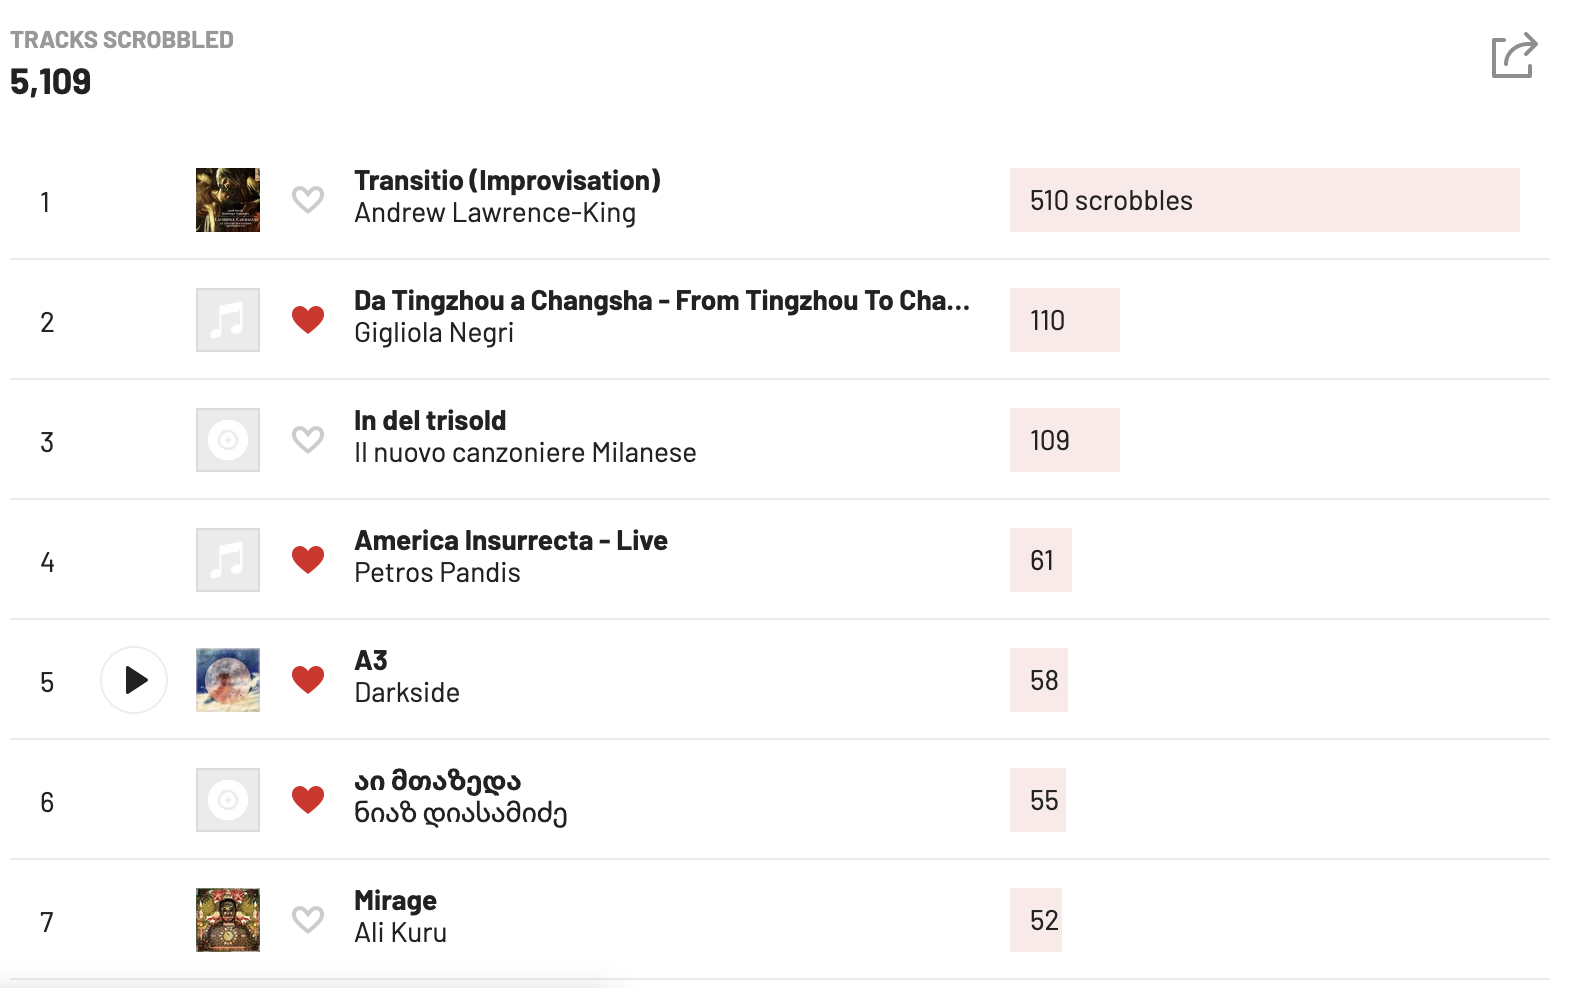 TRACKS SCROBBLED
5,109
1
Transitio (Improvisation)
Andrew Lawrence-King
510 scrobbles
2
Da Tingzhou a Changsha - From Tingzhou To Cha...
Gigliola Negri
110
3
In del trisold
Il nuovo canzoniere Milanese
109
4
America Insurrecta - Live
Petros Pandis
61
5
A3
Darkside
58
6
აი მთაზედა
ნიაზ დიასამიძე
55
7
Mirage
Ali Kuru
52